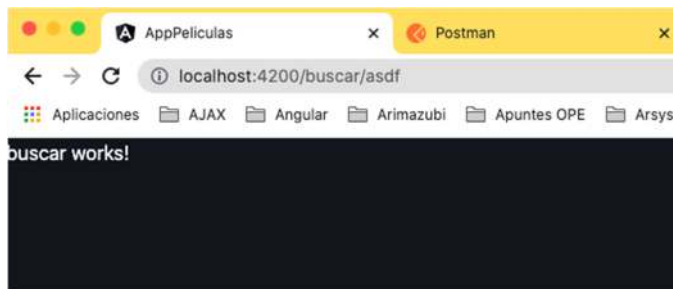 AppPeliculas
Postman
localhost:4200/buscar/asdf
Aplicaciones AJAX Angular Arimazubi Apuntes OPE Arsys
buscar works!